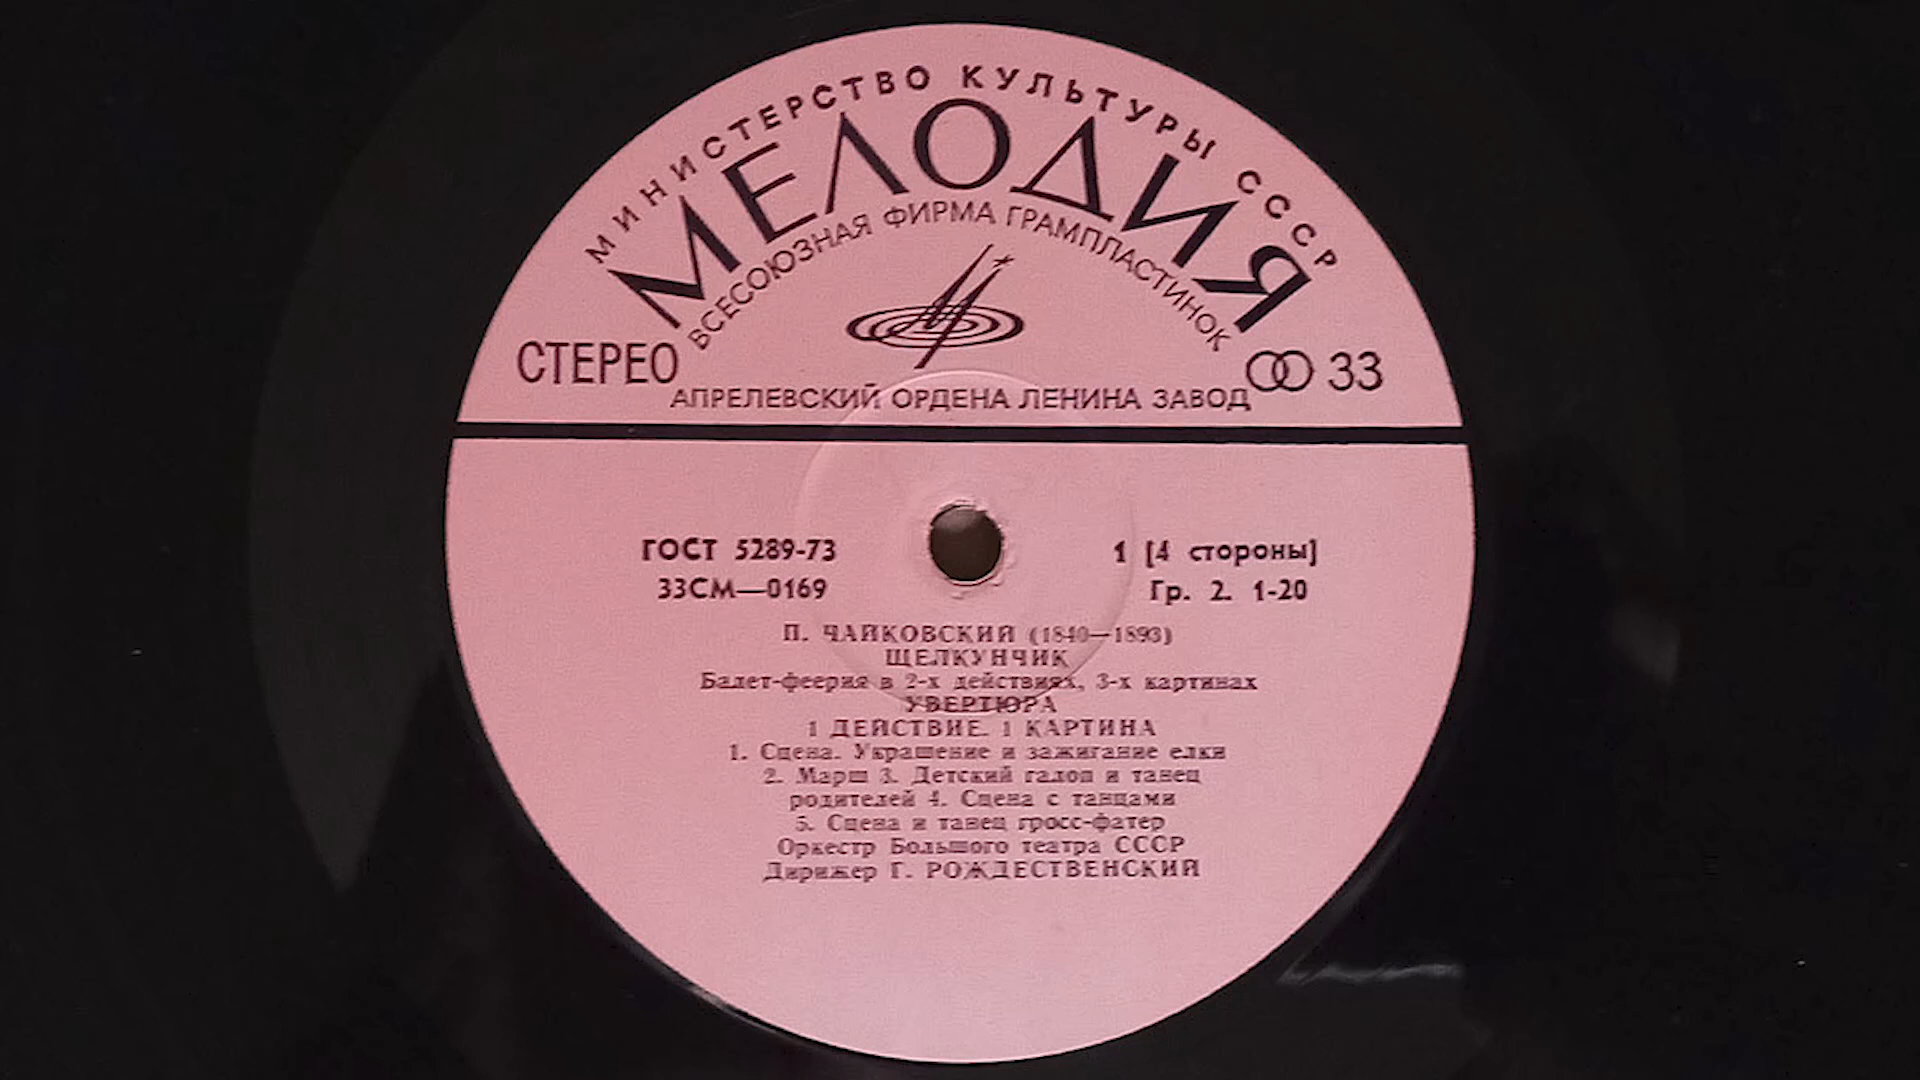 МИНИСТЕРСТВО КУЛЬТУРЫ СССР
МЕЛОДИЯ
ВСЕСОЮЗНАЯ ФИРМА ГРАМПЛАСТИНОК
СТЕРЕО
33
АПРЕЛЕВСКИЙ ОРДЕНА ЛЕНИНА ЗАВОД
ГОСТ 5289-73
33СМ—0169
1 [4 стороны]
Гр. 2. 1-20
П. ЧАЙКОВСКИЙ (1840—1893)
ЩЕЛКУНЧИК
Балет-феерия в 2-х действиях, 3-х картинах
УВЕРТЮРА
1 ДЕЙСТВИЕ. 1 КАРТИНА
1. Сцена. Украшение и зажигание елки
2. Марш 3. Детский галоп и танец
родителей 4. Сцена с танцами
5. Сцена и танец гросс-фатер
Оркестр Большого театра СССР
Дирижер Г. РОЖДЕСТВЕНСКИЙ